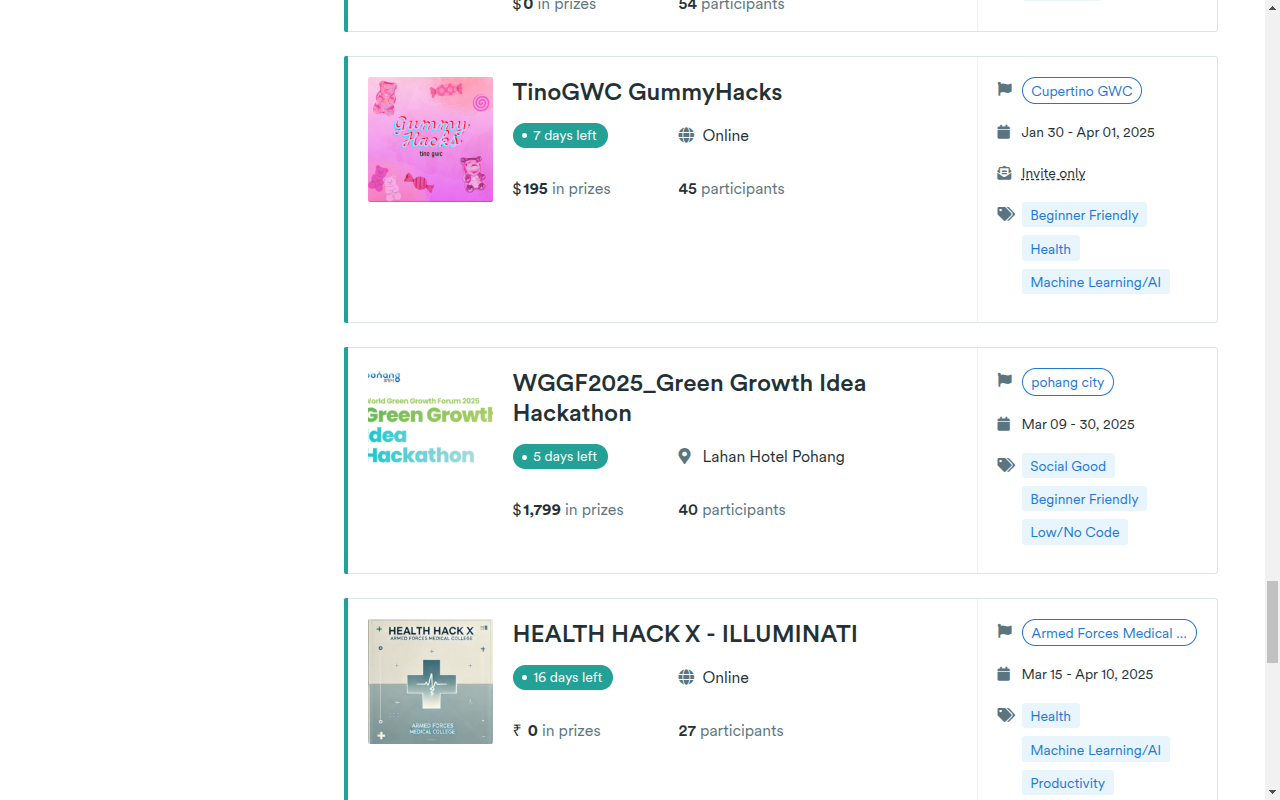 $0 in prizes
54 participants
Gummy
Hacks
tino gwc
TinoGWC GummyHacks
7 days left
Online
$195 in prizes
45 participants
Cupertino GWC
Jan 30 - Apr 01, 2025
Invite only
Beginner Friendly
Health
Machine Learning/AI
pohang
World Green Growth Forum 2025
Green Growth
Idea
Hackathon
WGGF2025_Green Growth Idea
Hackathon
5 days left
Lahan Hotel Pohang
$1,799 in prizes
40 participants
pohang city
Mar 09 - 30, 2025
Social Good
Beginner Friendly
Low/No Code
HEALTH HACK X
ARMED FORCES MEDICAL COLLEGE
ARMED FORCES
MEDICAL COLLEGE
HEALTH HACK X - ILLUMINATI
16 days left
Online
₹ 0 in prizes
27 participants
Armed Forces Medical ...
Mar 15 - Apr 10, 2025
Health
Machine Learning/AI
Productivity